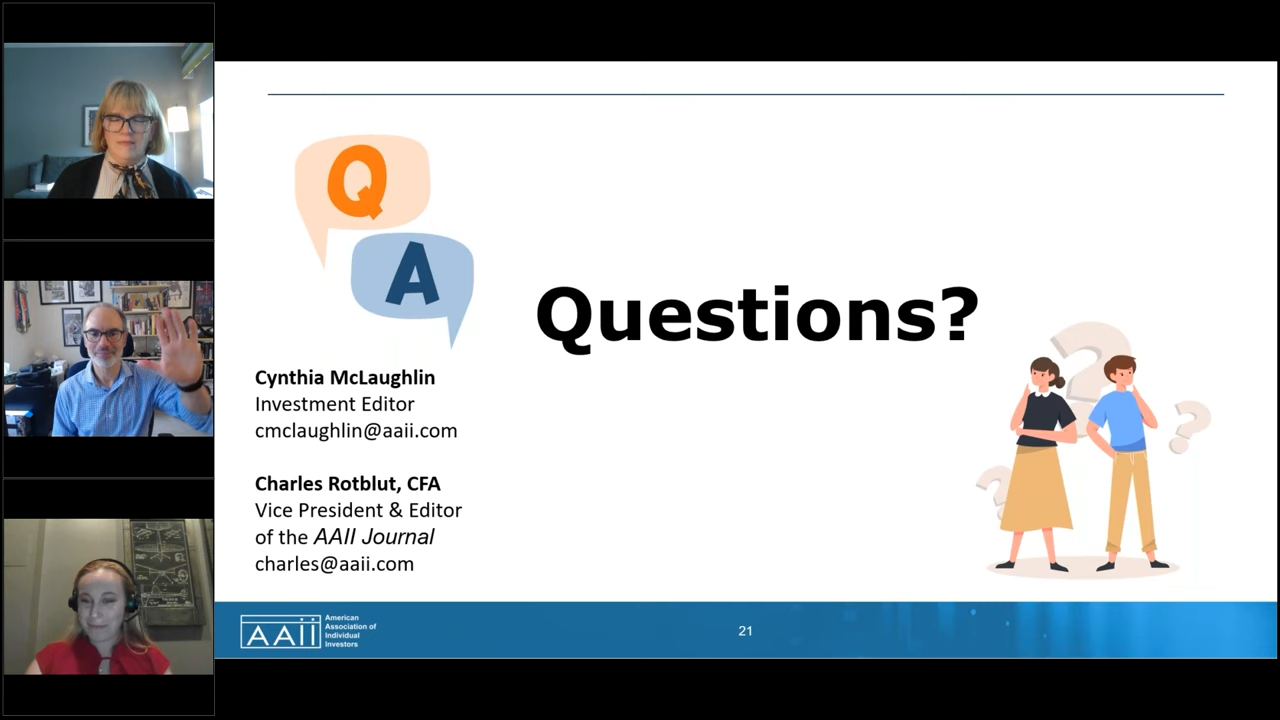 Q
A
Questions?
Cynthia McLaughlin
Investment Editor
cmclaughlin@aaii.com
Charles Rotblut, CFA
Vice President & Editor
of the AAII Journal
charles@aaii.com
AAii
American
Association of
Individual
Investors
21